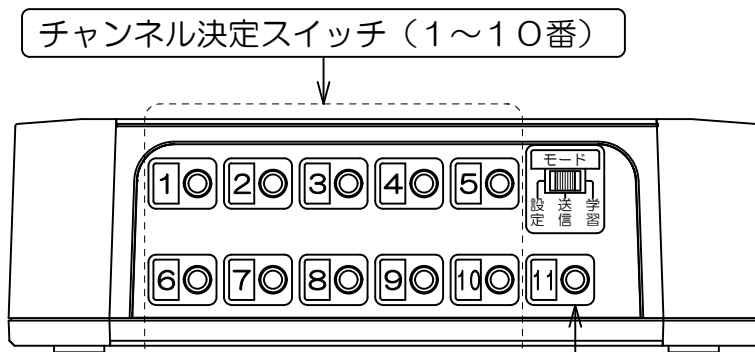 チャンネル決定スイッチ（1～10番）
1 2 3 4 5
モード
設定 送信 学習
6 7 8 9 10 11